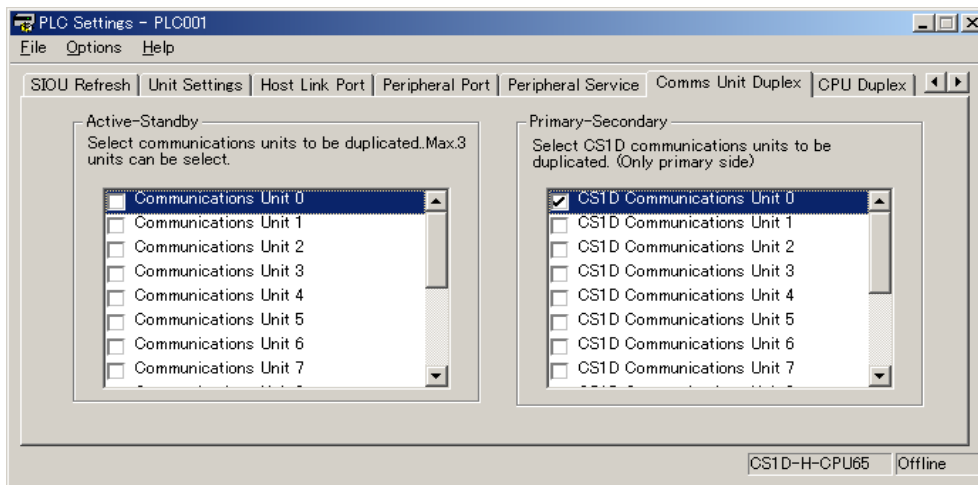 PLC Settings - PLC001
File Options Help
SIOU Refresh Unit Settings Host Link Port Peripheral Port Peripheral Service Comms Unit Duplex CPU Duplex
Active-Standby
Select communications units to be duplicated..Max.3
units can be select.
Communications Unit 0
Communications Unit 1
Communications Unit 2
Communications Unit 3
Communications Unit 4
Communications Unit 5
Communications Unit 6
Communications Unit 7
Primary-Secondary
Select CS1D communications units to be
duplicated. (Only primary side)
CS1D Communications Unit 0
CS1D Communications Unit 1
CS1D Communications Unit 2
CS1D Communications Unit 3
CS1D Communications Unit 4
CS1D Communications Unit 5
CS1D Communications Unit 6
CS1D Communications Unit 7
CS1D-H-CPU65 Offline